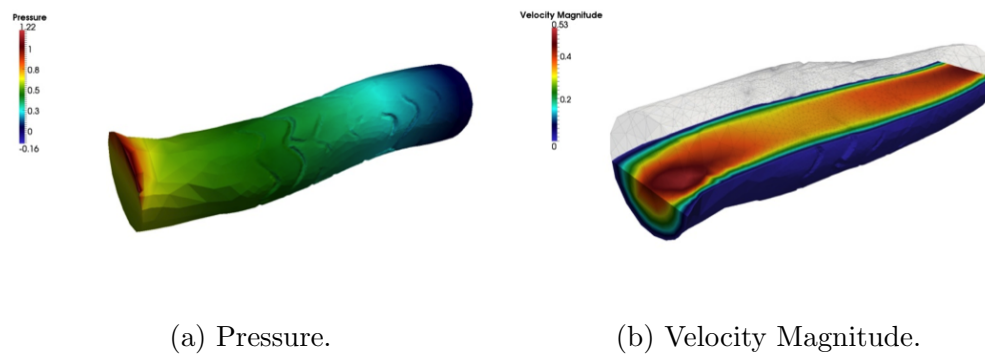 Pressure
1.22
1
0.8
0.5
0.3
0
-0.16
Velocity Magnitude
0.53
0.4
0.2
0
(a) Pressure.
(b) Velocity Magnitude.